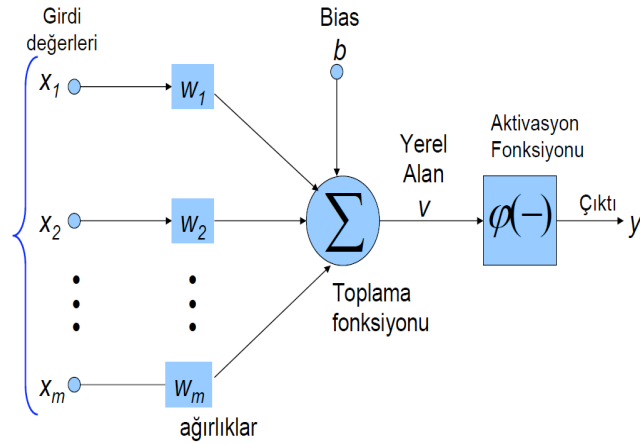 Girdi
değerleri
x1
w1
Bias
b
x2
w2
∑
Toplama
fonksiyonu
Yerel
Alan
v
Aktivasyon
Fonksiyonu
φ(−)
Çıktı
y
xm
wm
ağırlıklar